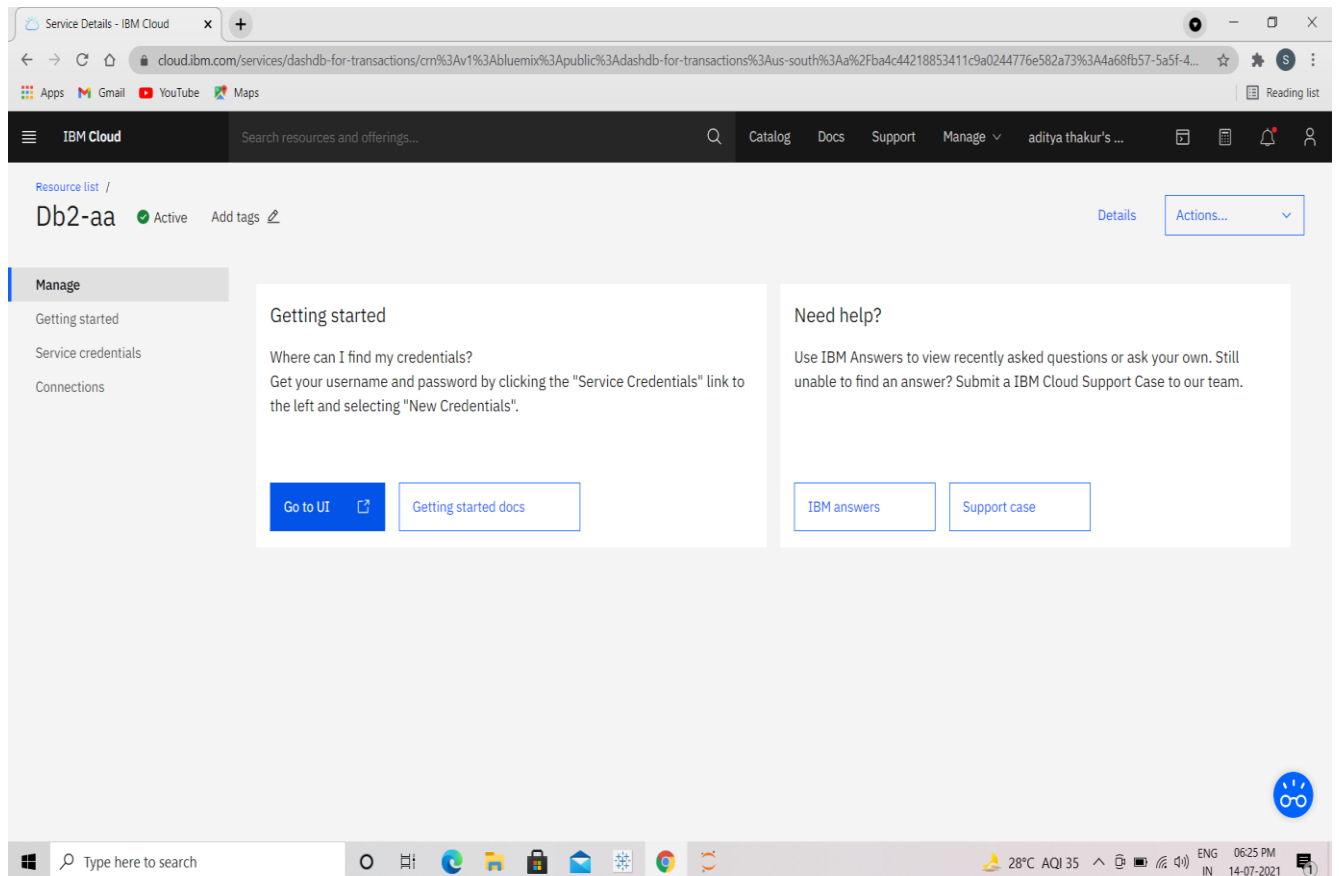 Service Details - IBM Cloud
cloud.ibm.com/services/dashdb-for-transactions/crn%3Av1%3Abluemix%3Apublic%3Adashdb-for-transactions%3Aus-south%3Aa%2Fba4c44218853411c9a0244776e582a73%3A4a68fb57-5a5f-4...
S
Apps Gmail YouTube Maps Reading list
IBM Cloud Search resources and offerings... Catalog Docs Support Manage aditya thakur's ...
Resource list /
Db2-aa Active Add tags Details Actions...
Manage
Getting started
Service credentials
Connections
Getting started
Where can I find my credentials?
Get your username and password by clicking the "Service Credentials" link to
the left and selecting "New Credentials".
Go to UI Getting started docs
Need help?
Use IBM Answers to view recently asked questions or ask your own. Still
unable to find an answer? Submit a IBM Cloud Support Case to our team.
IBM answers Support case
Type here to search 28°C AQI 35 ENG 06:25 PM
IN 14-07-2021 1